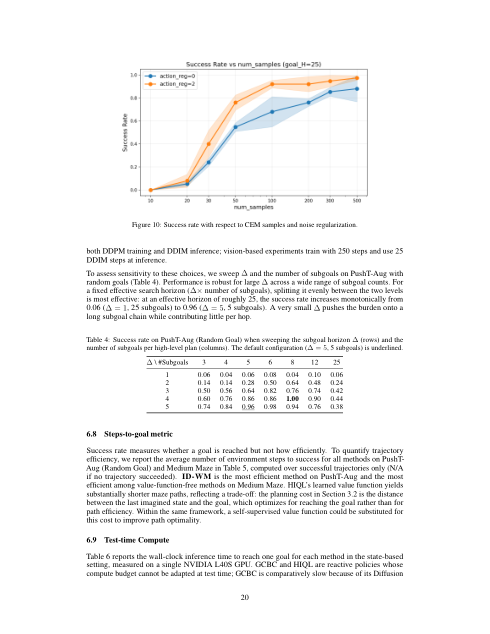 Success Rate vs num_samples (goal_H=25)
action_reg=0
action_reg=2
Success Rate
1.0
0.8
0.6
0.4
0.2
0.0
10 20 30 50 100 200 300 500
num_samples
Figure 10: Success rate with respect to CEM samples and noise regularization.
both DDPM training and DDIM inference; vision-based experiments train with 250 steps and use 25
DDIM steps at inference.
To assess sensitivity to these choices, we sweep Δ and the number of subgoals on PushT-Aug with
random goals (Table 4). Performance is robust for large Δ across a wide range of subgoal counts. For
a fixed effective search horizon (Δ× number of subgoals), splitting it evenly between the two levels
is most effective: at an effective horizon of roughly 25, the success rate increases monotonically from
0.06 (Δ = 1, 25 subgoals) to 0.96 (Δ = 5, 5 subgoals). A very small Δ pushes the burden onto a
long subgoal chain while contributing little per hop.
Table 4: Success rate on PushT-Aug (Random Goal) when sweeping the subgoal horizon Δ (rows) and the
number of subgoals per high-level plan (columns). The default configuration (Δ = 5, 5 subgoals) is underlined.
Δ \ #Subgoals 3 4 5 6 8 12 25
1 0.06 0.04 0.06 0.08 0.04 0.10 0.06
2 0.14 0.14 0.28 0.50 0.64 0.48 0.24
3 0.50 0.56 0.64 0.82 0.76 0.74 0.42
4 0.60 0.76 0.86 0.86 1.00 0.90 0.44
5 0.74 0.84 0.96 0.98 0.94 0.76 0.38
6.8 Steps-to-goal metric
Success rate measures whether a goal is reached but not how efficiently. To quantify trajectory
efficiency, we report the average number of environment steps to success for all methods on PushT-
Aug (Random Goal) and Medium Maze in Table 5, computed over successful trajectories only (N/A
if no trajectory succeeded). ID-WM is the most efficient method on PushT-Aug and the most
efficient among value-function-free methods on Medium Maze. HIQL's learned value function yields
substantially shorter maze paths, reflecting a trade-off: the planning cost in Section 3.2 is the distance
between the last imagined state and the goal, which optimizes for reaching the goal rather than for
path efficiency. Within the same framework, a self-supervised value function could be substituted for
this cost to improve path optimality.
6.9 Test-time Compute
Table 6 reports the wall-clock inference time to reach one goal for each method in the state-based
setting, measured on a single NVIDIA L40S GPU. GCBC and HIQL are reactive policies whose
compute budget cannot be adapted at test time; GCBC is comparatively slow because of its Diffusion
20